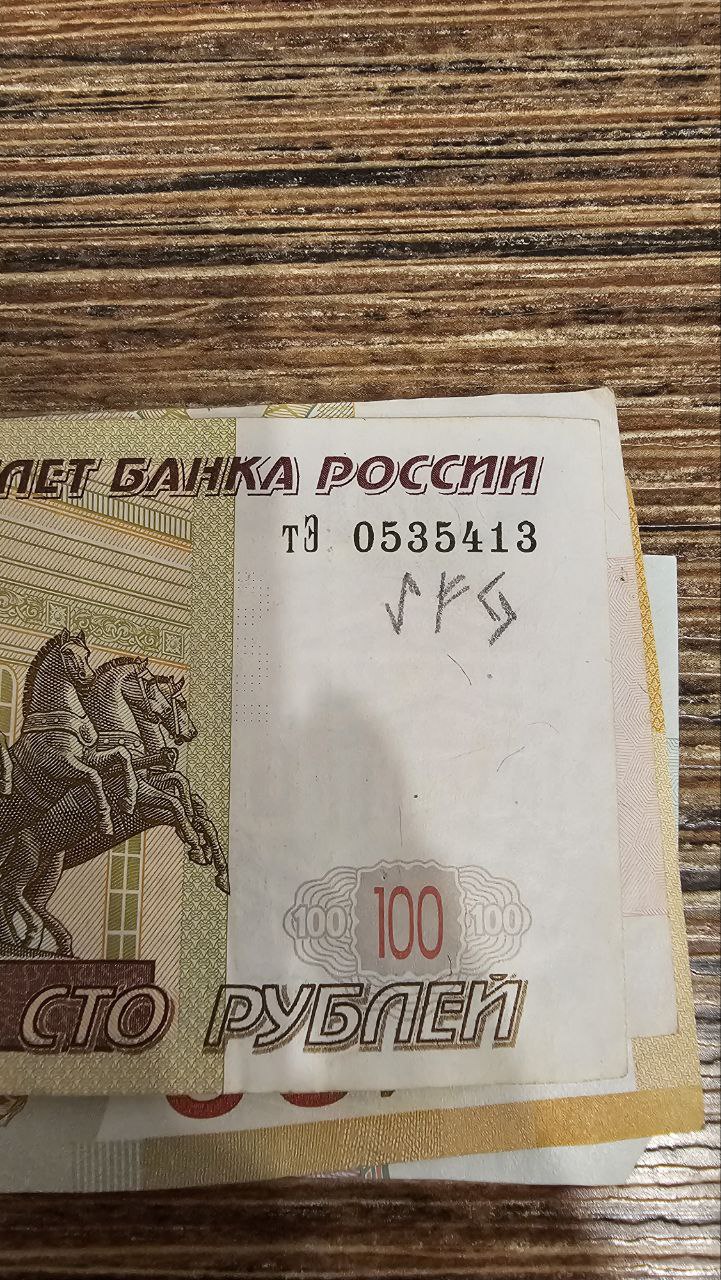 ЛЕТ БАНКА РОССИИ
тЭ 0535413
100 100 100
СТО РУБЛЕЙ